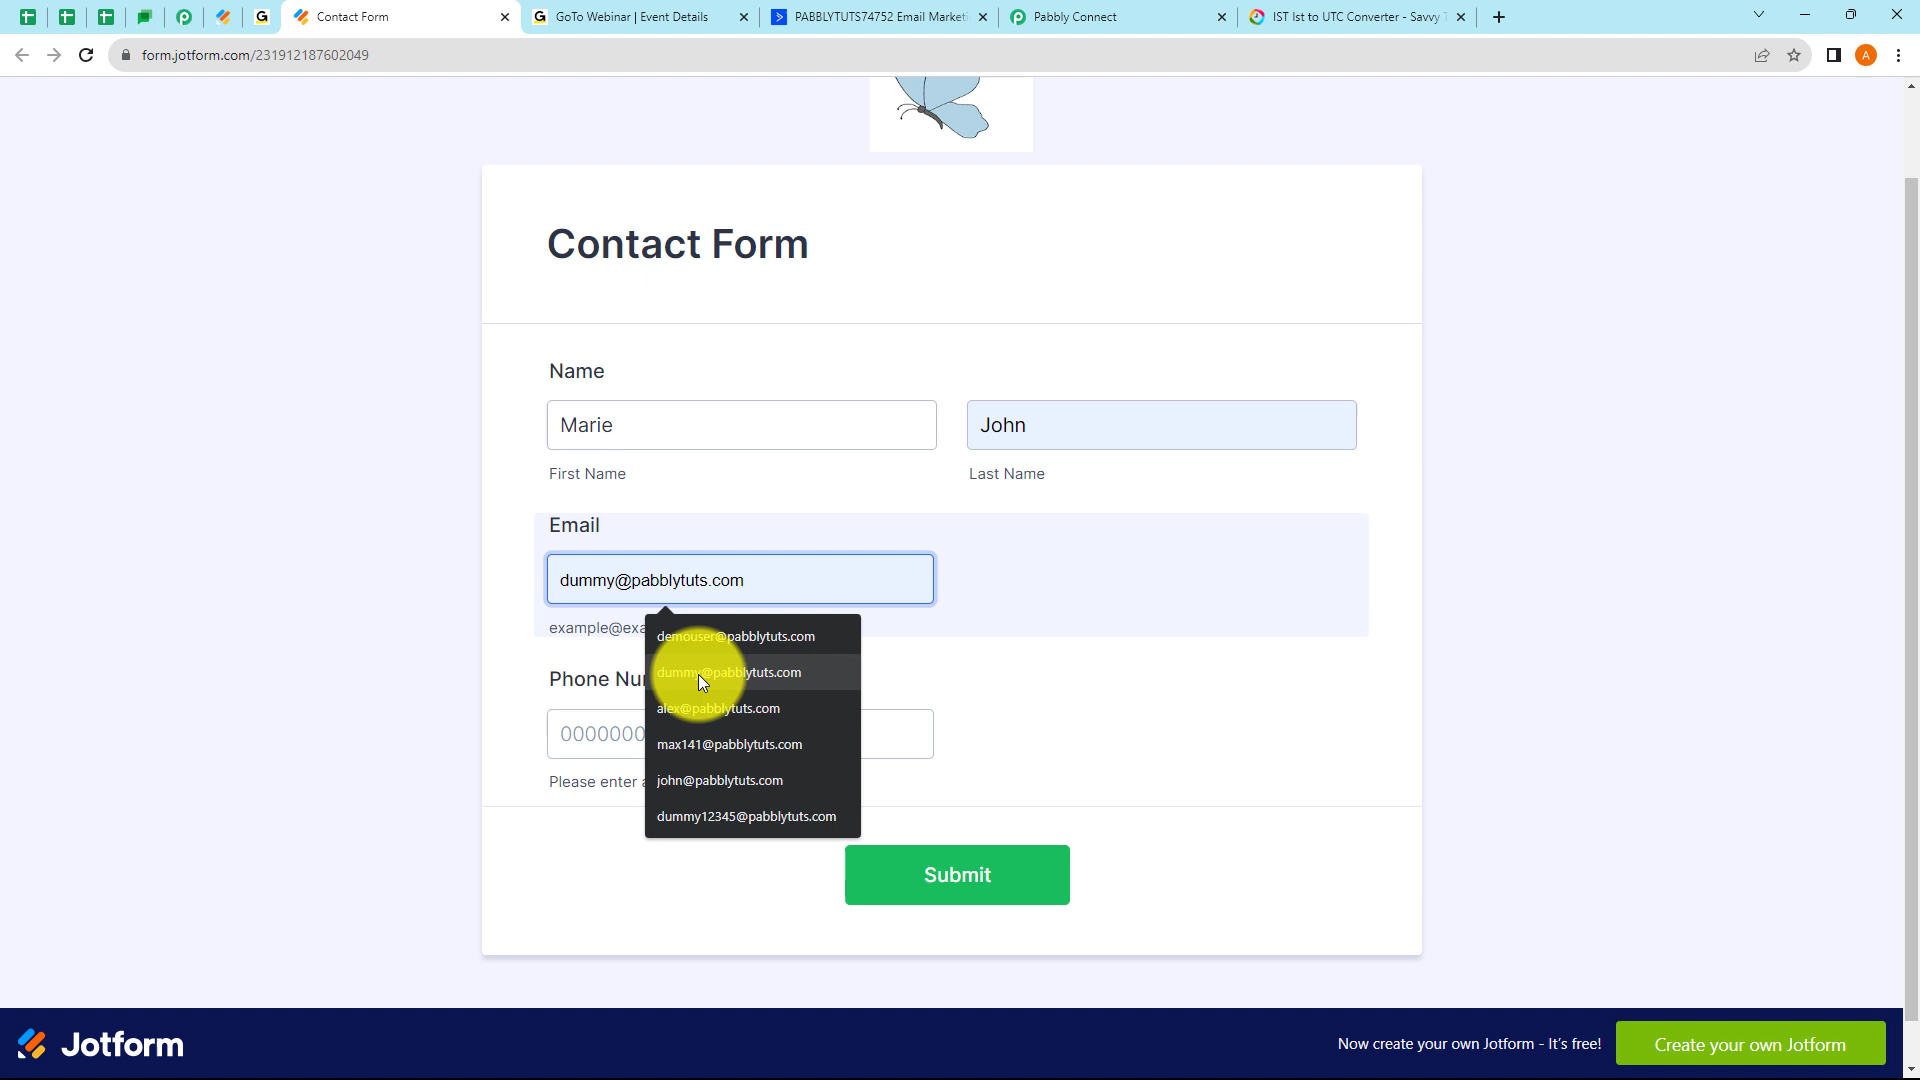 Contact Form
GoTo Webinar | Event Details
PABBLYTUTS74752 Email Marketi
Pabbly Connect
IST Ist to UTC Converter - Savvy T
form.jotform.com/231912187602049
A
Contact Form
Name
Marie
John
First Name
Last Name
Email
dummy@pabblytuts.com
example@exa
demouser@pabblytuts.com
dummy@pabblytuts.com
Phone Nu
alex@pabblytuts.com
0000000
max141@pabblytuts.com
Please enter a
john@pabblytuts.com
dummy12345@pabblytuts.com
Submit
Jotform
Now create your own Jotform - It's free!
Create your own Jotform